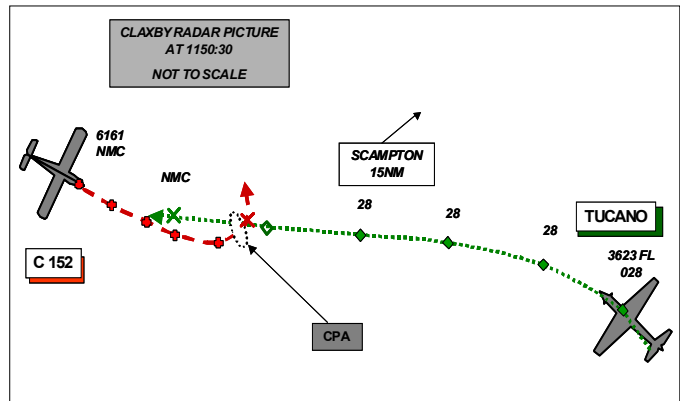 CLAXBY RADAR PICTURE
AT 1150:30
NOT TO SCALE
6161
NMC
NMC
SCAMPTON
15NM
28
28
28
TUCANO
3623 FL
028
C 152
CPA